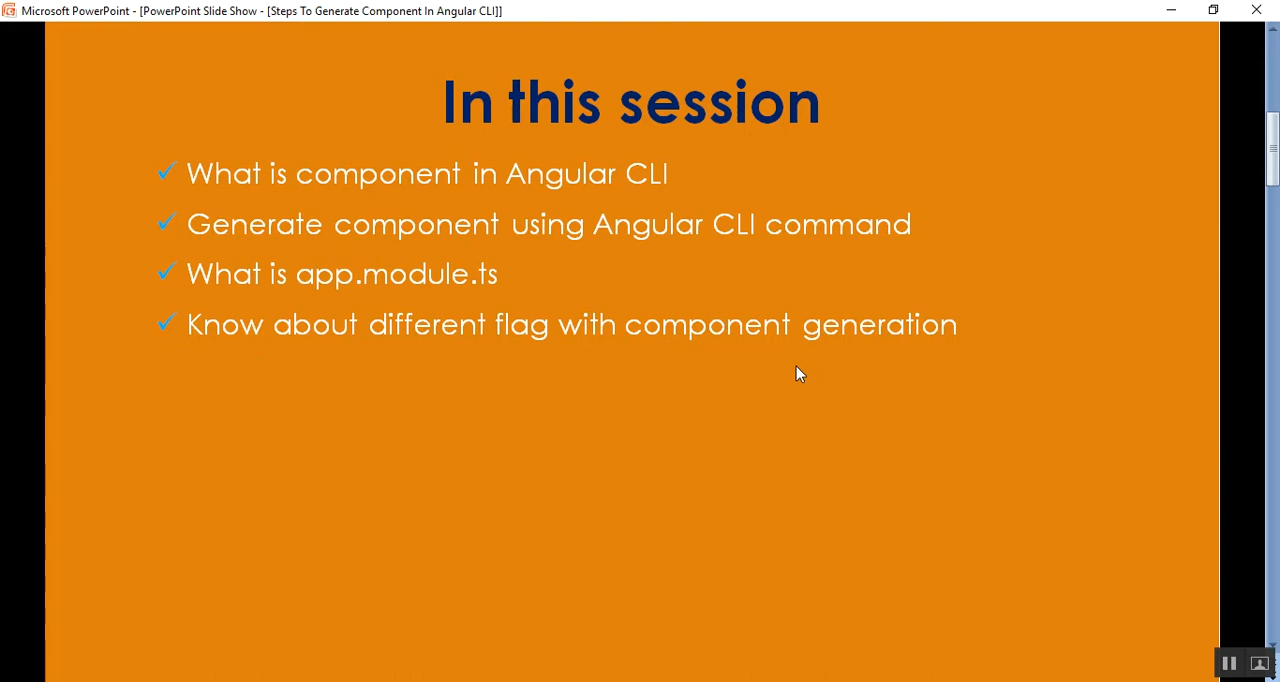 Microsoft PowerPoint - [PowerPoint Slide Show - [Steps To Generate Component In Angular CLI]]
In this session
What is component in Angular CLI
Generate component using Angular CLI command
What is app.module.ts
Know about different flag with component generation